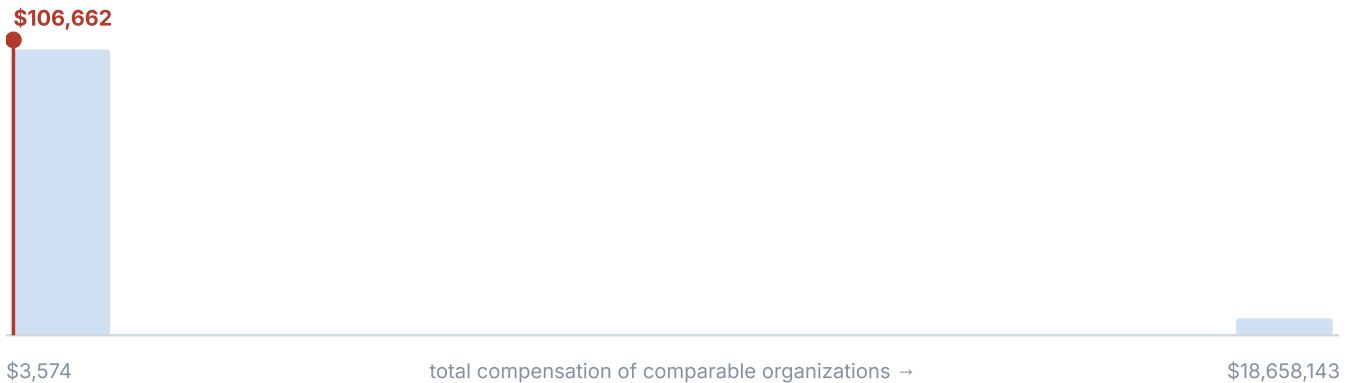 $106,662
$3,574 total compensation of comparable organizations → $18,658,143